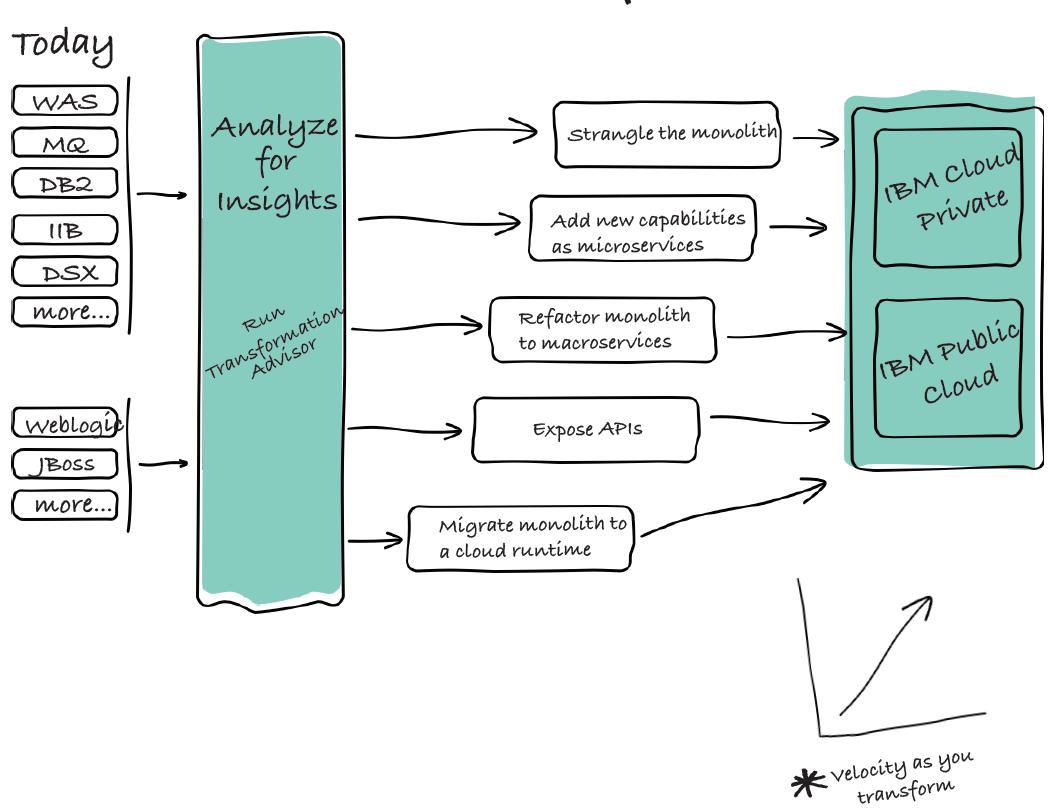 Today
WAS
MQ
DB2
IIB
DSX
more...
Weblogic
JBoss
more...
Analyze
for
Insights
Run
Transformation
Advisor
Strangle the monolith
Add new capabilities
as microservices
Refactor monolith
to macroservices
Expose APIs
Migrate monolith to
a cloud runtime
IBM Cloud
Private
IBM Public
Cloud
* Velocity as you
transform